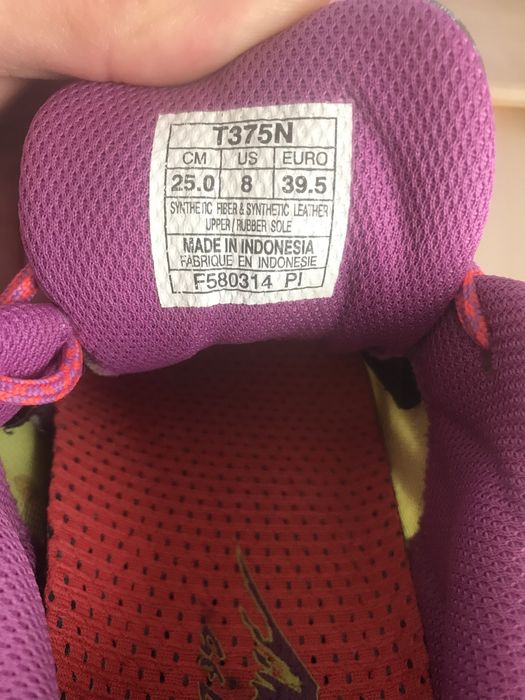 T375N
CM US EURO
25.0 8 39.5
SYNTHETIC FIBER & SYNTHETIC LEATHER
UPPER / RUBBER SOLE
MADE IN INDONESIA
FABRIQUE EN INDONESIE
F580314 PI